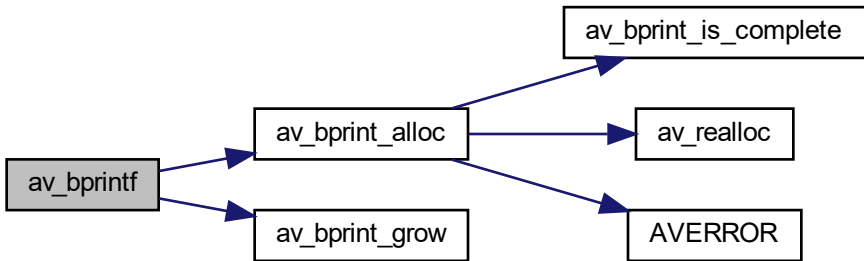 av_bprintf
av_bprint_alloc
av_bprint_grow
av_bprint_is_complete
av_realloc
AVERROR